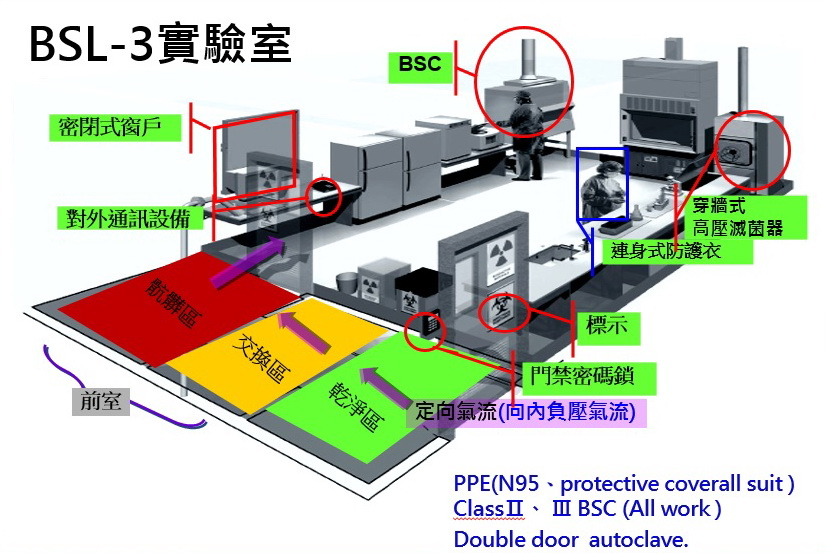 BSL-3實驗室
BSC
密閉式窗戶
對外通訊設備
穿牆式
高壓滅菌器
連身式防護衣
標示
門禁密碼鎖
定向氣流(向內負壓氣流)
骯髒區
交換區
乾淨區
前室
PPE(N95、protective coverall suit )
ClassⅡ、 Ⅲ BSC (All work )
Double door autoclave.